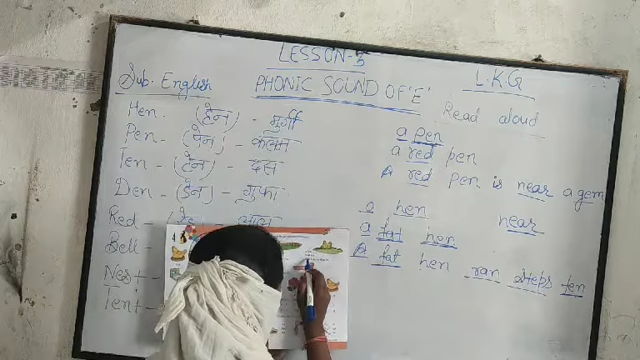 LESSON-5
Sub. English
PHONIC SOUND OF 'E'
L.K.G
Hen - (हेन) - मुर्गी
Pen - (पेन) - कलम
Ten - (टेन) - दस
Den - (डेन) - गुफा
Red -
Bell -
Nest -
Tent -
Read aloud
a pen
a red pen
A red pen is near a gem
a hen near
a fat hen
A fat hen ran steps ten